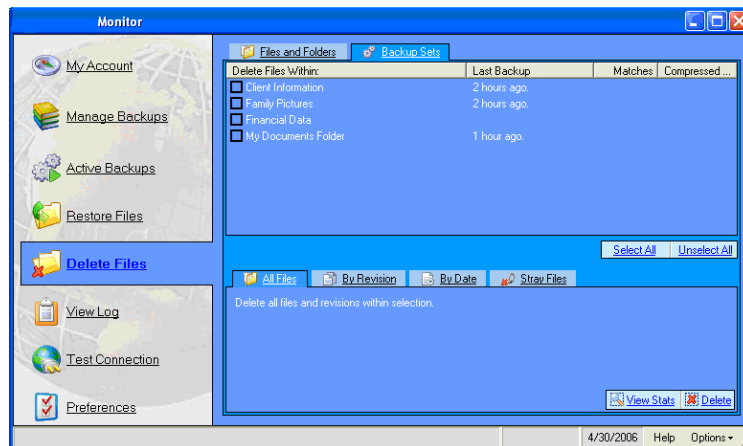 Monitor
My Account
Manage Backups
Active Backups
Restore Files
Delete Files
View Log
Test Connection
Preferences
Files and Folders Backup Sets
Delete Files Within: Last Backup Matches Compressed ...
Client Information 2 hours ago.
Family Pictures 2 hours ago.
Financial Data
My Documents Folder 1 hour ago.
Select All Unselect All
All Files By Revision By Date Stray Files
Delete all files and revisions within selection.
View Stats Delete
4/30/2006 Help Options